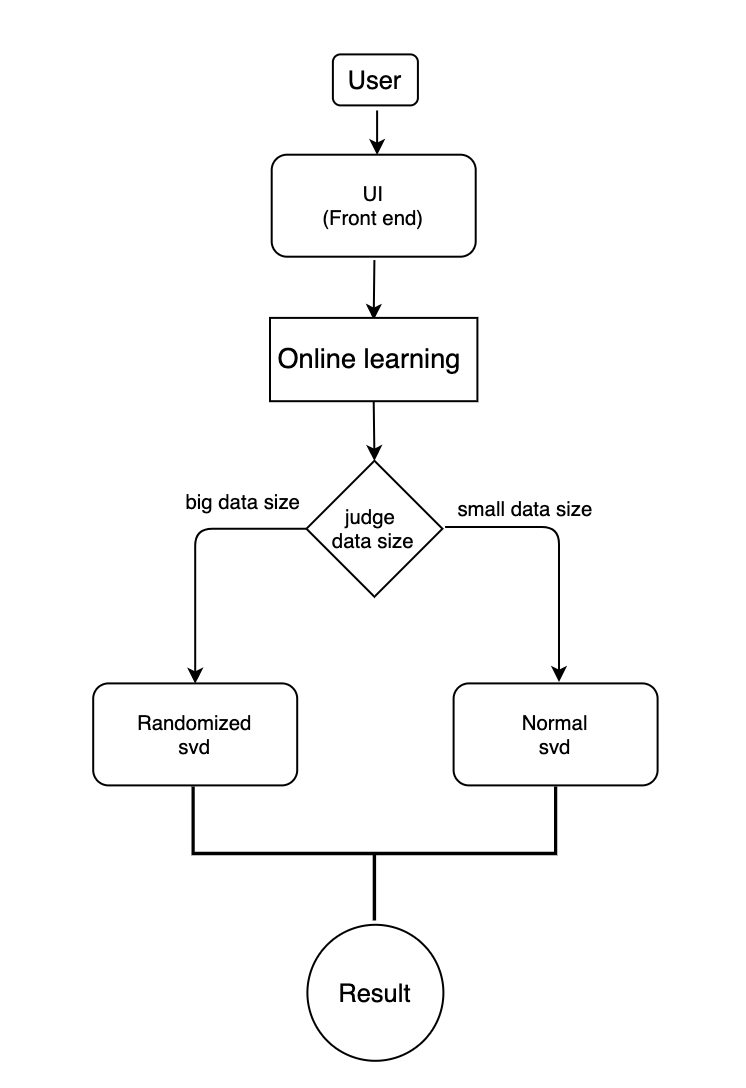 User
UI
(Front end)
Online learning
big data size
small data size
judge
data size
Randomized
svd
Normal
svd
Result